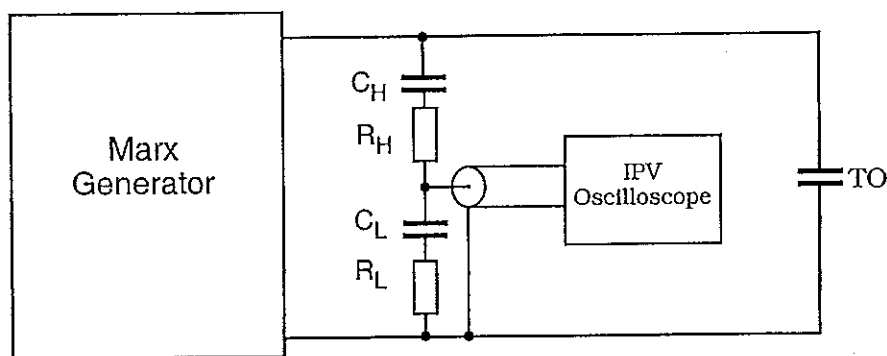 C_H
R_H
Marx
Generator
IPV
Oscilloscope
TO
C_L
R_L